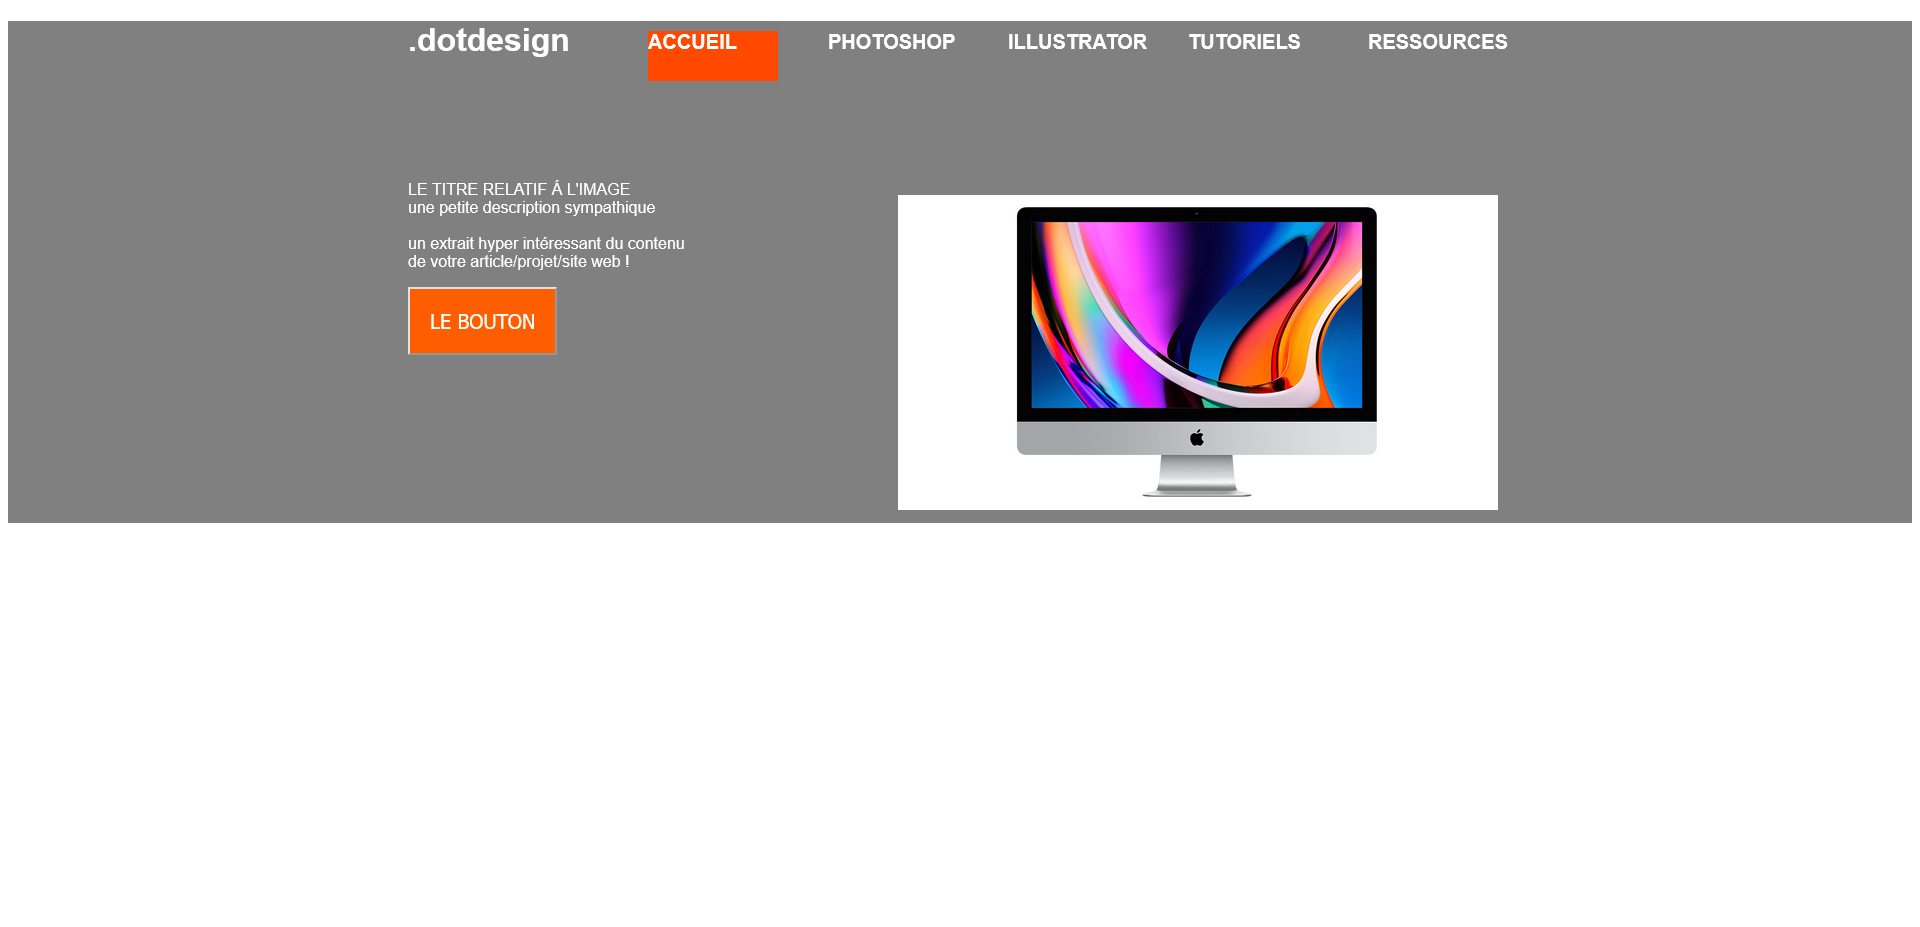 .dotdesign
ACCUEIL PHOTOSHOP ILLUSTRATOR TUTORIELS RESSOURCES
LE TITRE RELATIF Á L'IMAGE
une petite description sympathique
un extrait hyper intéressant du contenu
de votre article/projet/site web !
LE BOUTON